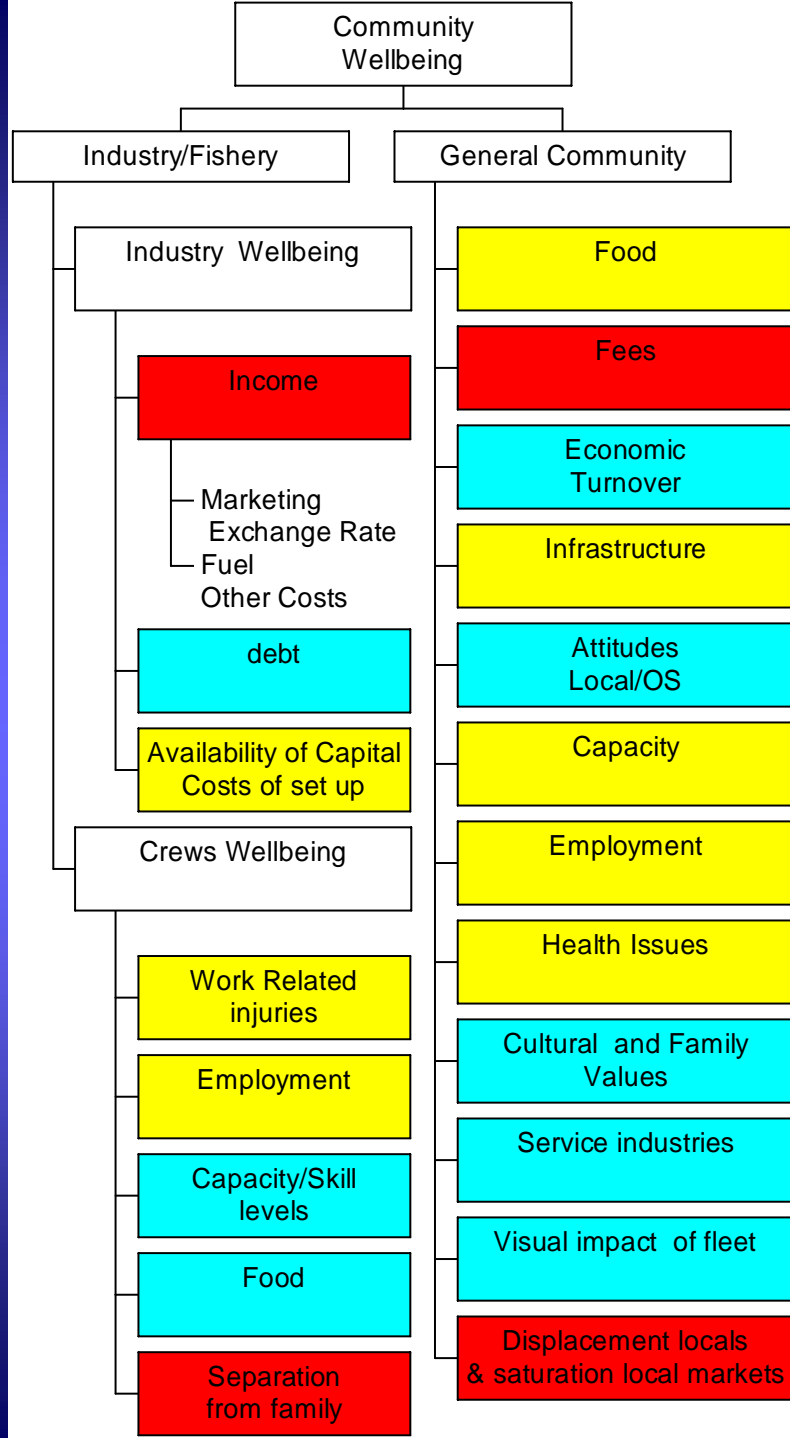 Community
Wellbeing
Industry/Fishery
General Community
Industry Wellbeing
Income
Marketing
Exchange Rate
Fuel
Other Costs
debt
Availability of Capital
Costs of set up
Crews Wellbeing
Work Related
injuries
Employment
Capacity/Skill
levels
Food
Separation
from family
Food
Fees
Economic
Turnover
Infrastructure
Attitudes
Local/OS
Capacity
Employment
Health Issues
Cultural and Family
Values
Service industries
Visual impact of fleet
Displacement locals
& saturation local markets